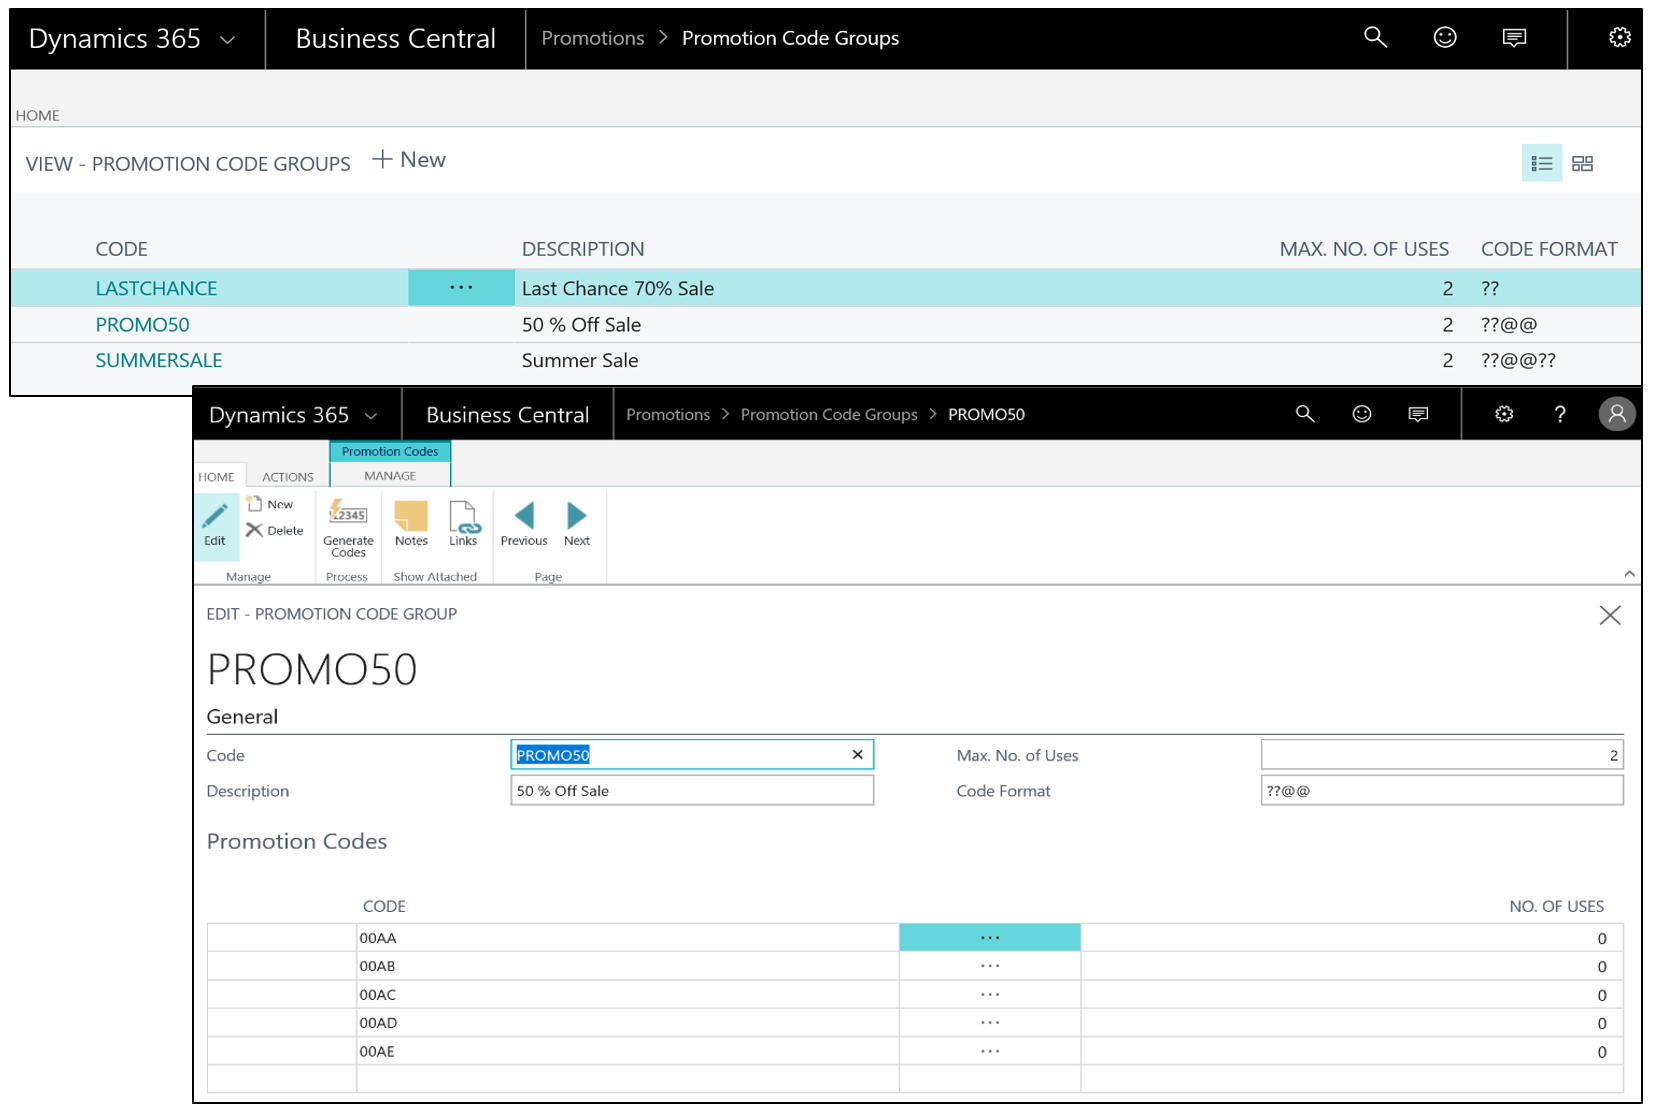 Dynamics 365 Business Central Promotions > Promotion Code Groups
HOME
VIEW - PROMOTION CODE GROUPS + New
CODE DESCRIPTION MAX. NO. OF USES CODE FORMAT
LASTCHANCE ... Last Chance 70% Sale 2 ??
PROMO50 50 % Off Sale 2 ??@@
SUMMERSALE Summer Sale 2 ??@@??
Dynamics 365 Business Central Promotions > Promotion Code Groups > PROMO50 ?
Promotion Codes
HOME ACTIONS MANAGE
New
12345
Delete
Edit Generate Codes Notes Links Previous Next
Manage Process Show Attached Page
EDIT - PROMOTION CODE GROUP
PROMO50
General
Code PROMO50 × Max. No. of Uses 2
Description 50 % Off Sale Code Format ??@@
Promotion Codes
CODE NO. OF USES
00AA ... 0
00AB ... 0
00AC ... 0
00AD ... 0
00AE ... 0